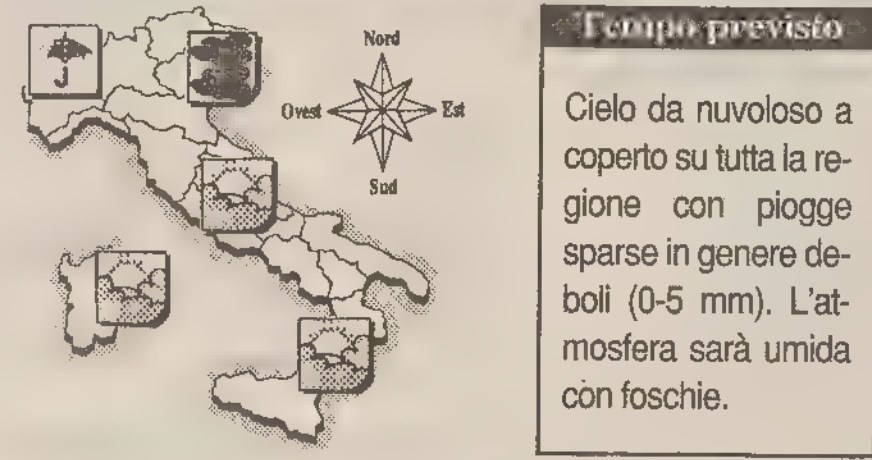 Nord
Ovest
Est
Sud
Tempo previsto
Cielo da nuvoloso a
coperto su tutta la re-
gione con piogge
sparse in genere de-
boli (0-5 mm). L'at-
mosfera sarà umida
con foschie.